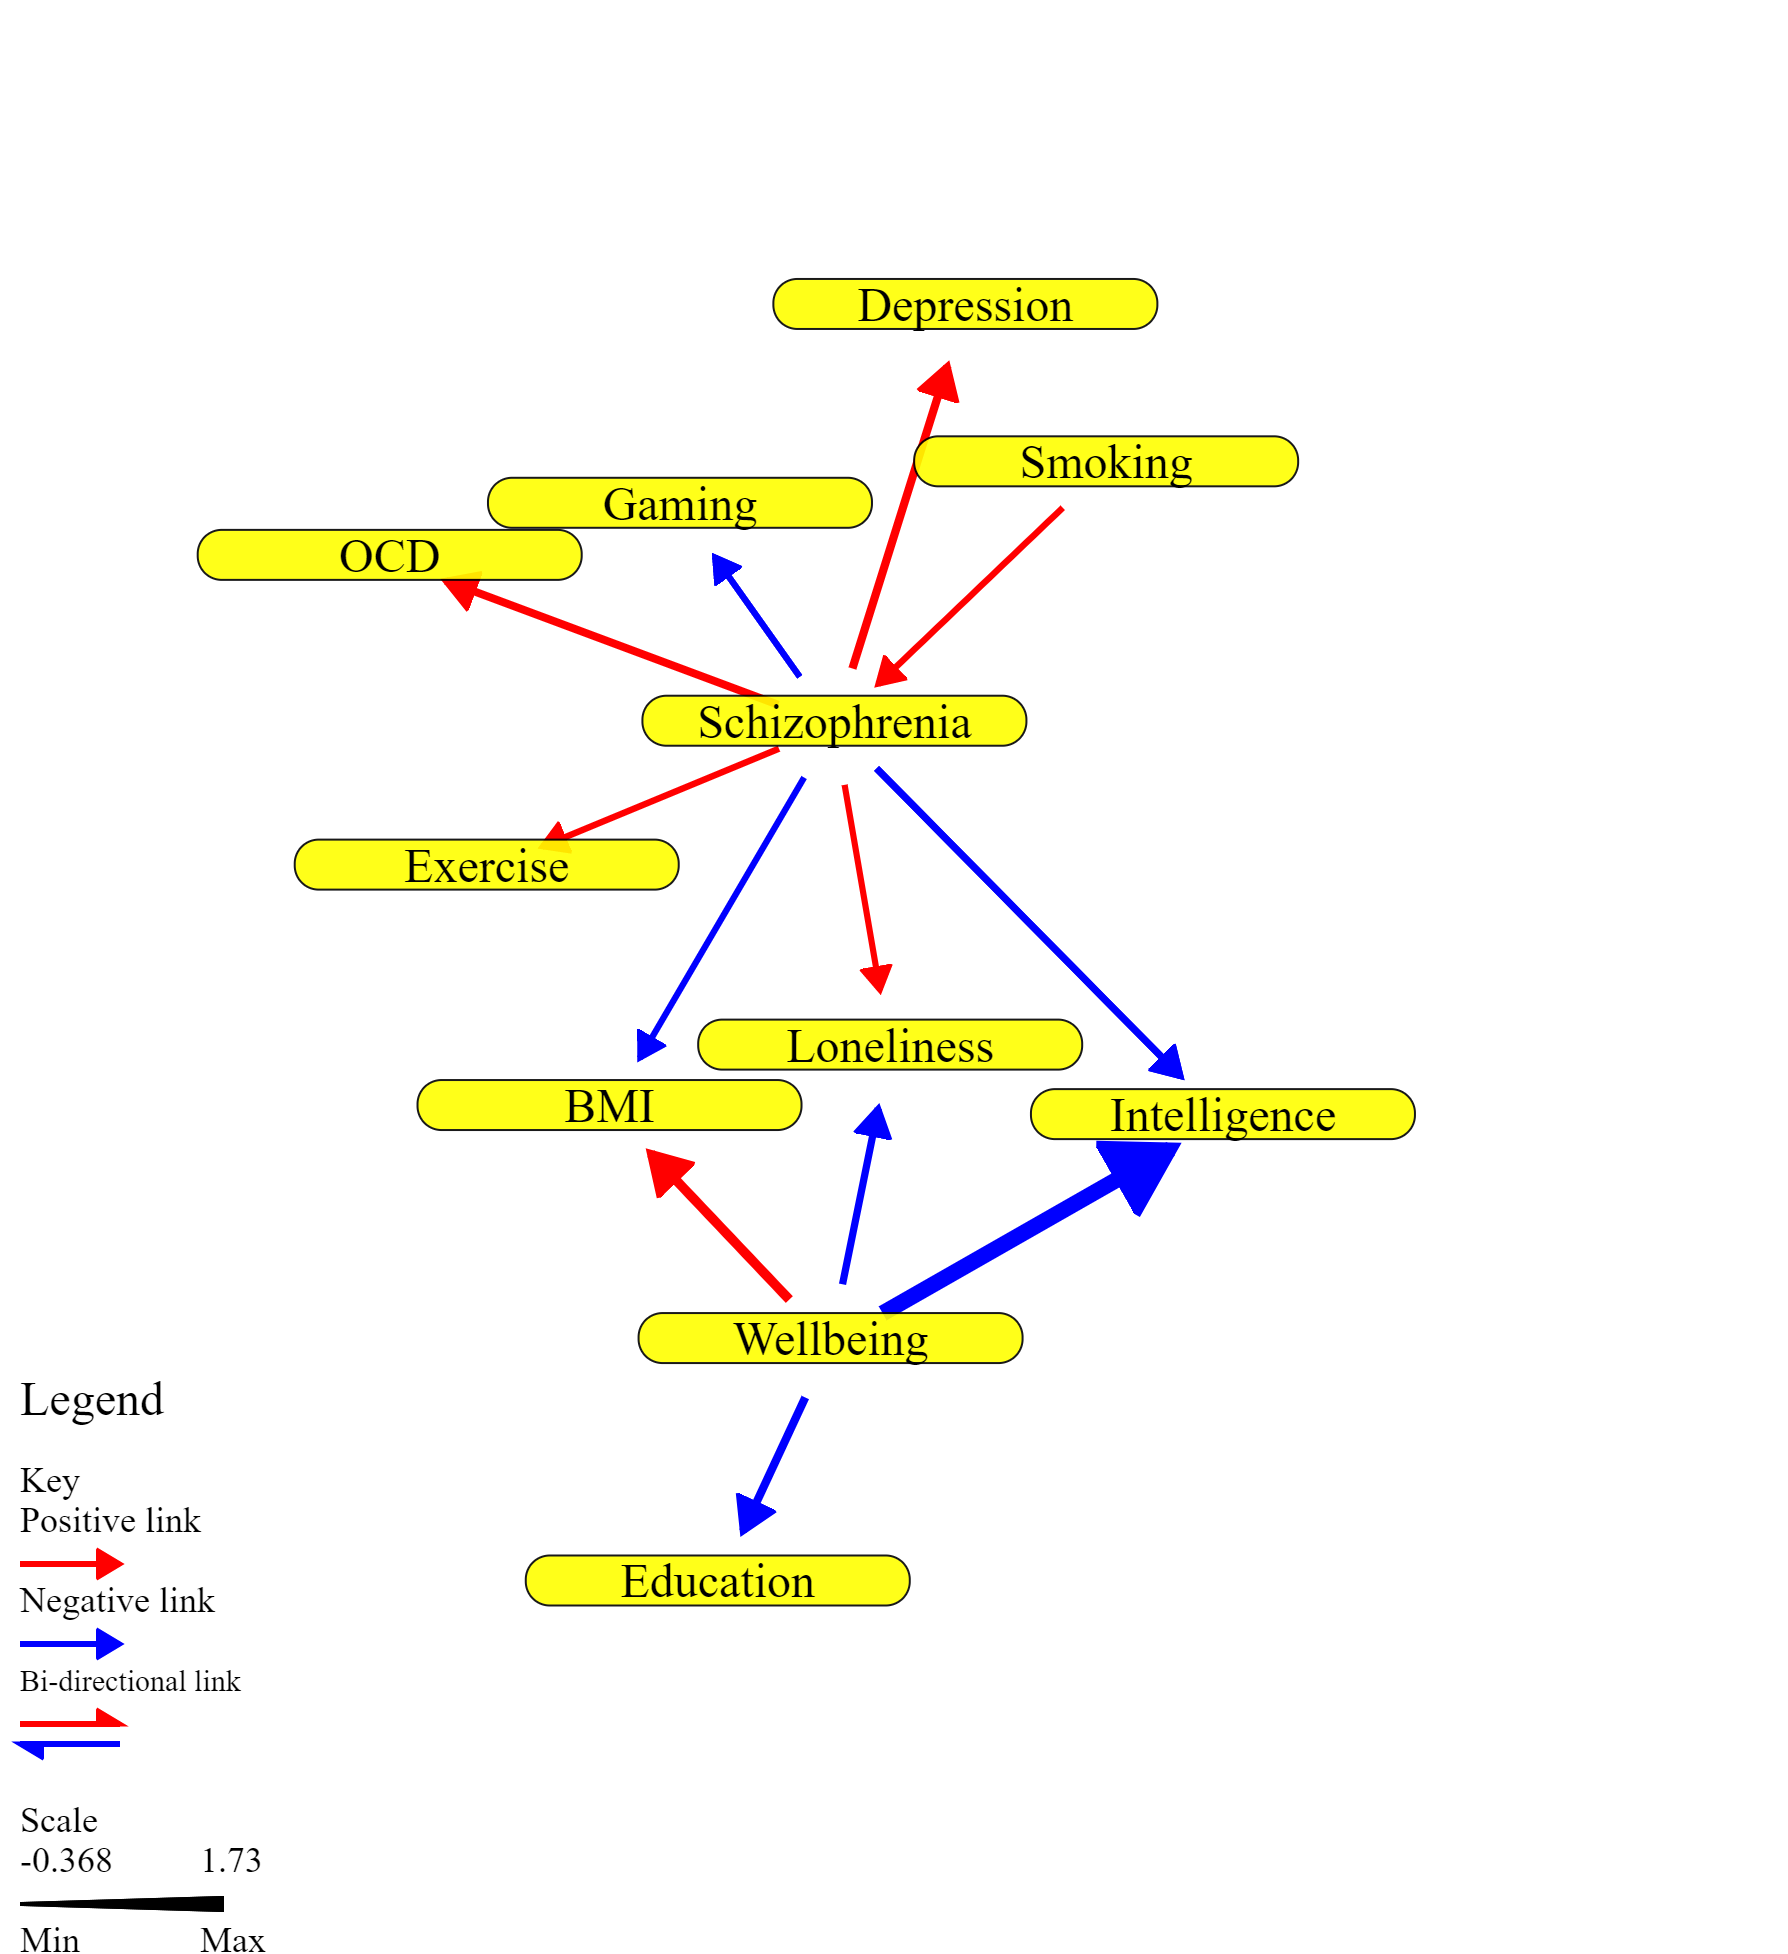 Depression
Smoking
Gaming
OCD
Schizophrenia
Exercise
Loneliness
BMI
Intelligence
Wellbeing
Education
Legend
Key
Positive link
Negative link
Bi-directional link
Scale
-0.368 1.73
Min Max